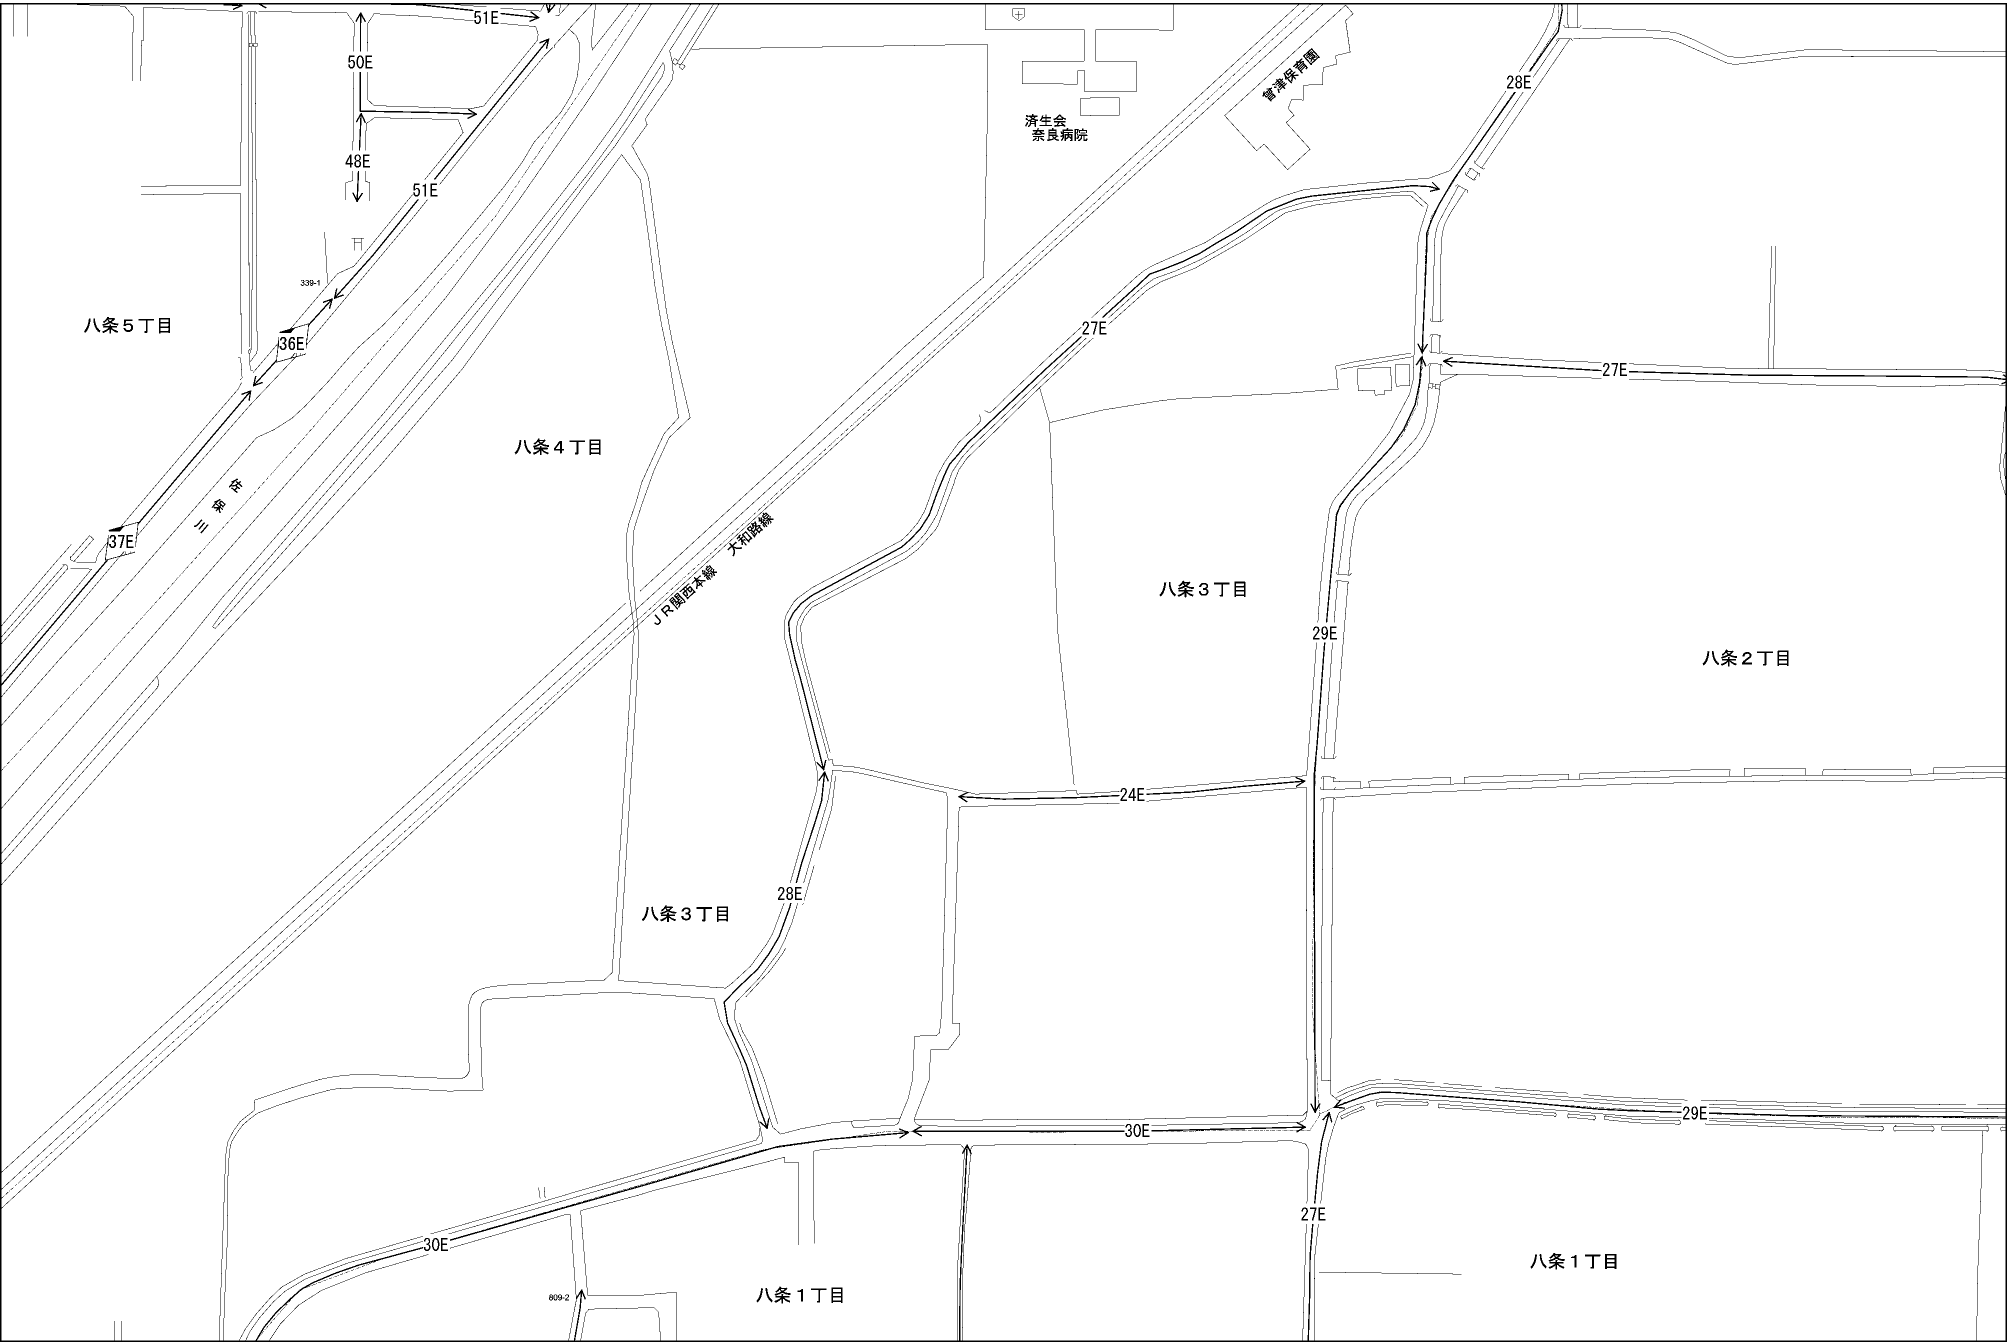 51E
50E
28E
曾津保育園
済生会
奈良病院
48E
51E
339-1
八条５丁目
27E
36E
27E
八条４丁目
佐保川
37E
大和路線
ＪＲ関西本線
八条３丁目
29E
八条２丁目
24E
28E
八条３丁目
29E
30E
27E
30E
八条１丁目
809-2
八条１丁目